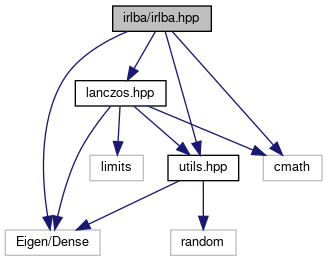 irlba/irlba.hpp
lanczos.hpp
limits
utils.hpp
cmath
Eigen/Dense
random